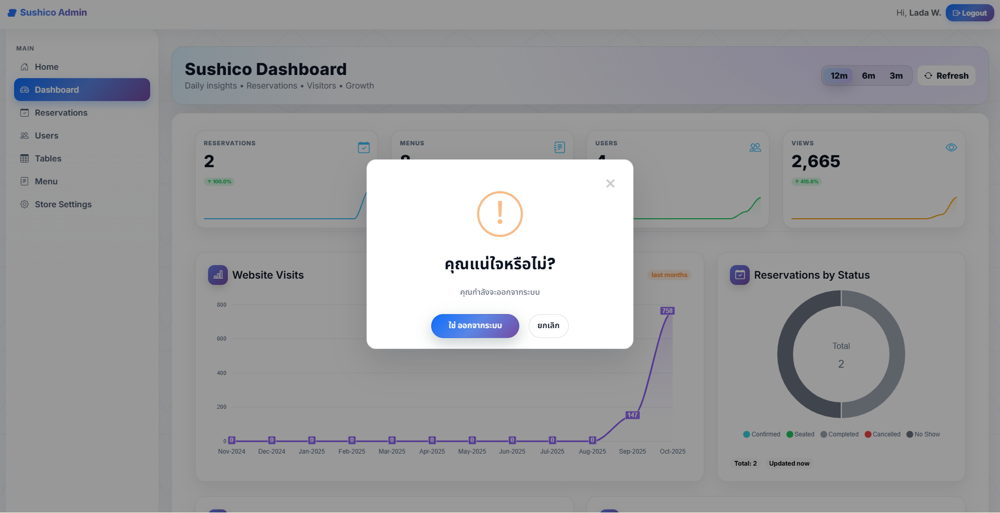 Sushico Admin
Hi, Lada W.
Logout
MAIN
Home
Dashboard
Reservations
Users
Tables
Menu
Store Settings
Sushico Dashboard
Daily insights • Reservations • Visitors • Growth
12m
6m
3m
Refresh
RESERVATIONS
2
↑ 100.0%
MENUS
USERS
VIEWS
2,665
↑ 415.6%
คุณแน่ใจหรือไม่?
คุณกำลังจะออกจากระบบ
ใช่ ออกจากระบบ
ยกเลิก
Website Visits
last months
800
600
400
200
0
0 0 0 0 0 0 0 0 0 0 147 758
Nov-2024 Dec-2024 Jan-2025 Feb-2025 Mar-2025 Apr-2025 May-2025 Jun-2025 Jul-2025 Aug-2025 Sep-2025 Oct-2025
Reservations by Status
Total
2
Confirmed Seated Completed Cancelled No Show
Total: 2
Updated now